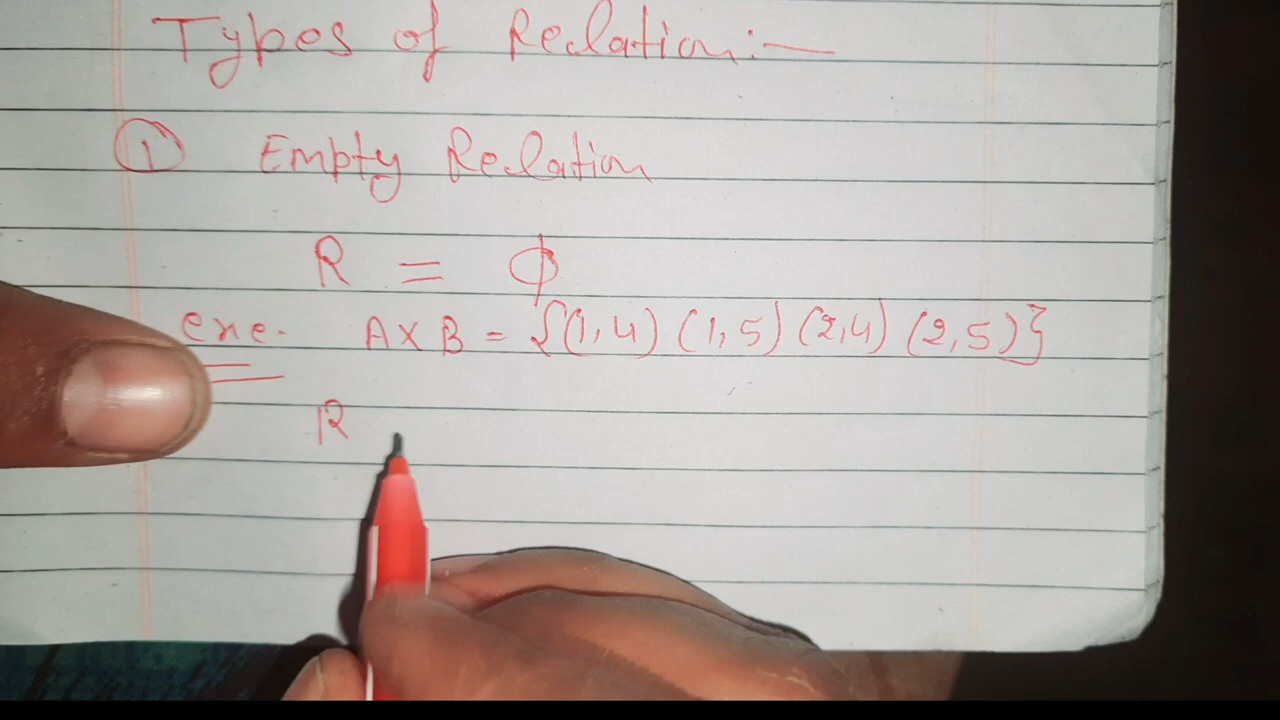 Types of Relation:-
① Empty Relation
R = ϕ
exe. A×B = {(1,4) (1,5) (2,4) (2,5)}
R